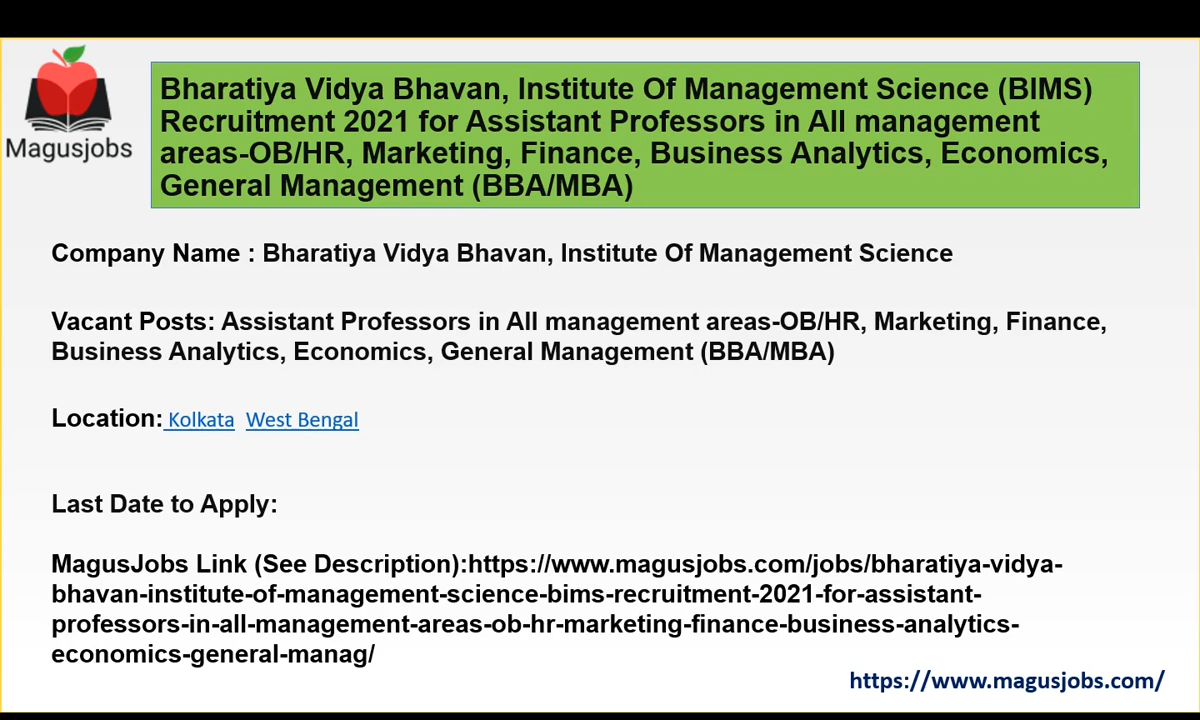 Magusjobs
Bharatiya Vidya Bhavan, Institute Of Management Science (BIMS)
Recruitment 2021 for Assistant Professors in All management
areas-OB/HR, Marketing, Finance, Business Analytics, Economics,
General Management (BBA/MBA)
Company Name : Bharatiya Vidya Bhavan, Institute Of Management Science
Vacant Posts: Assistant Professors in All management areas-OB/HR, Marketing, Finance,
Business Analytics, Economics, General Management (BBA/MBA)
Location: Kolkata West Bengal
Last Date to Apply:
MagusJobs Link (See Description):https://www.magusjobs.com/jobs/bharatiya-vidya-
bhavan-institute-of-management-science-bims-recruitment-2021-for-assistant-
professors-in-all-management-areas-ob-hr-marketing-finance-business-analytics-
economics-general-manag/
https://www.magusjobs.com/